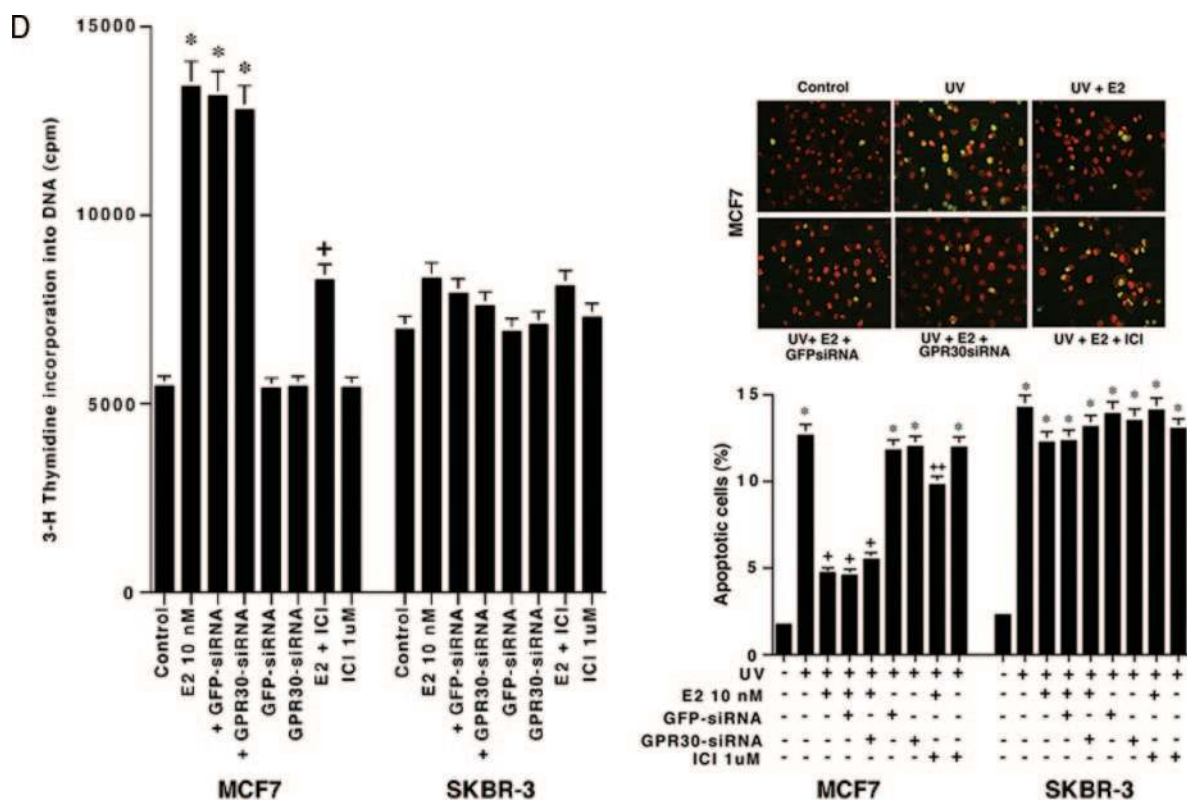 D
3-H Thymidine incorporation into DNA (cpm)
15000
10000
5000
0
* * *
+
Control
E2 10 nM
+ GFP-siRNA
+ GPR30-siRNA
GFP-siRNA
GPR30-siRNA
E2 + ICI
ICI 1uM
Control
E2 10 nM
+ GFP-siRNA
+ GPR30-siRNA
GFP-siRNA
GPR30-siRNA
E2 + ICI
ICI 1uM
MCF7 SKBR-3
Control UV UV + E2
MCF7
UV+ E2 + UV + E2 + UV + E2 + ICI
GFPsiRNA GPR30siRNA
Apoptotic cells (%)
15
10
5
0
* + + + * * ++ *
* * * * * * * *
UV - + + + + + + + + - + + + + + + + +
E2 10 nM - - + + + - - + - - - + + + - - + -
GFP-siRNA - - - + - + - - - - - - + - + - - -
GPR30-siRNA - - - - + - + - - - - - - + - + - -
ICI 1uM - - - - - - - + + - - - - - - - + +
MCF7 SKBR-3